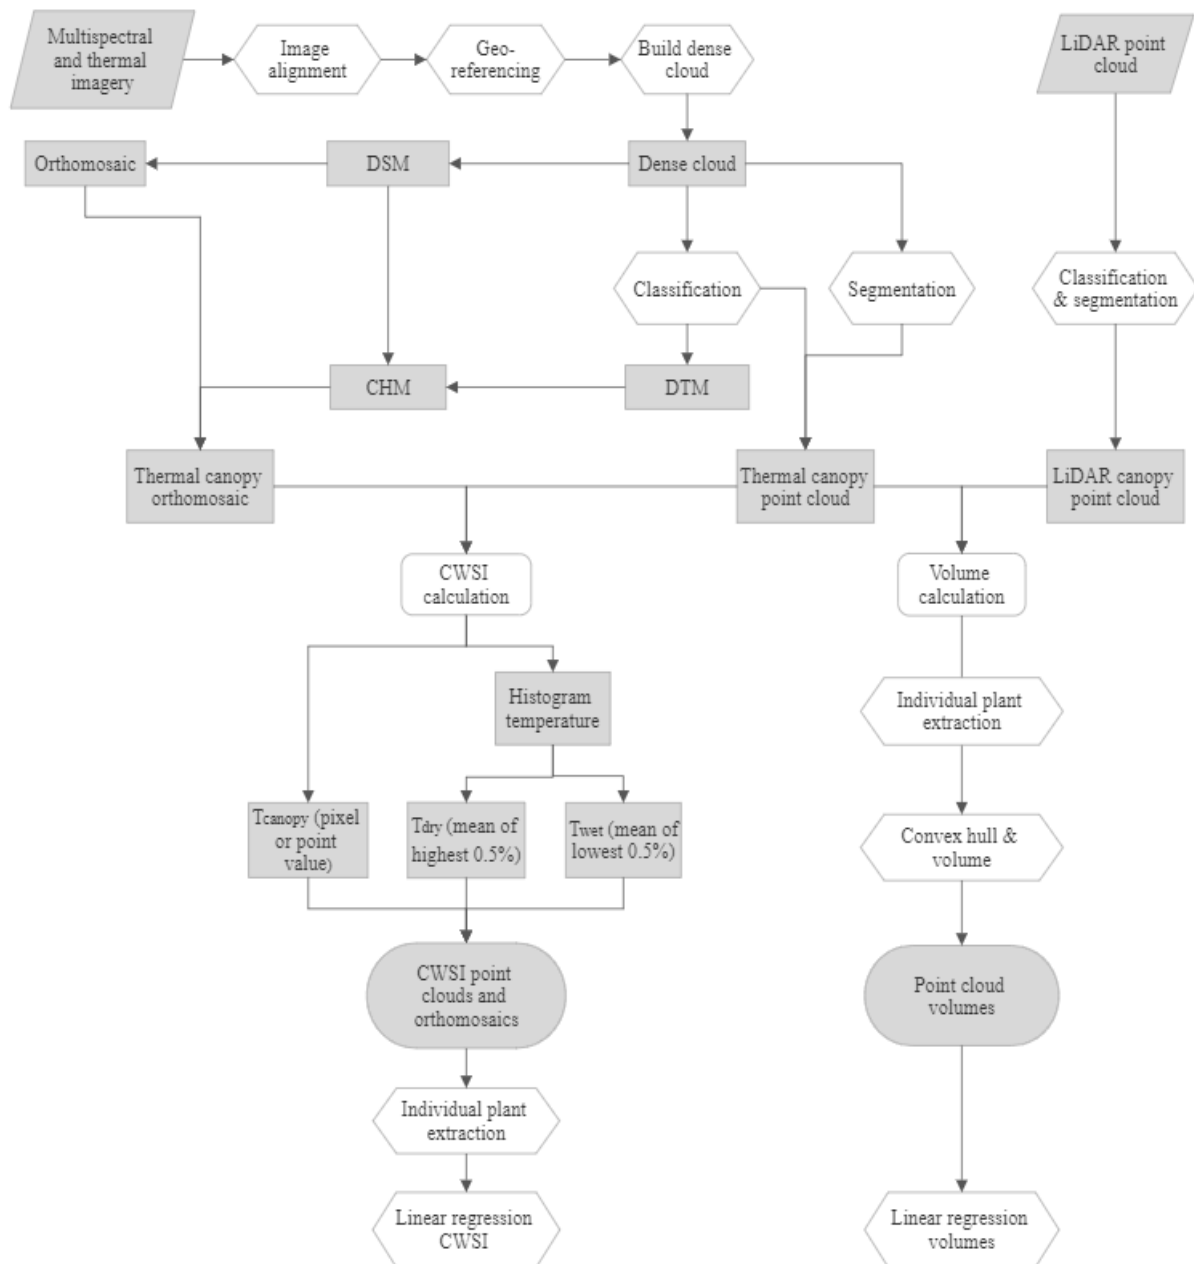 Multispectral
and thermal
imagery
Image
alignment
Geo-
referencing
Build dense
cloud
LiDAR point
cloud
Orthomosaic
DSM
Dense cloud
Classification
Segmentation
Classification
& segmentation
CHM
DTM
Thermal canopy
orthomosaic
Thermal canopy
point cloud
LiDAR canopy
point cloud
CWSI
calculation
Volume
calculation
Histogram
temperature
Individual plant
extraction
Tcanopy (pixel
or point
value)
Tdry (mean of
highest 0.5%)
Twet (mean of
lowest 0.5%)
Convex hull &
volume
CWSI point
clouds and
orthomosaics
Point cloud
volumes
Individual plant
extraction
Linear regression
CWSI
Linear regression
volumes